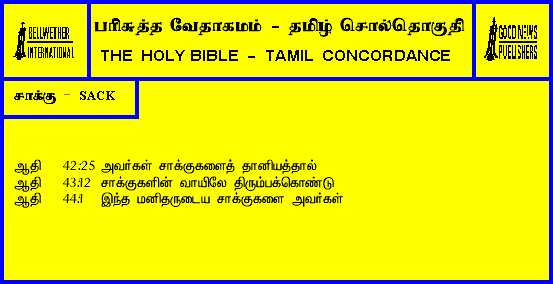 BELLWETHER
INTERNATIONAL
பரிசுத்த வேதாகமம் - தமிழ் சொல்தொகுதி
THE HOLY BIBLE - TAMIL CONCORDANCE
GOOD NEWS
PUBLISHERS
சாக்கு - SACK
ஆதி 42:25 அவர்கள் சாக்குகளைத் தானியத்தால்
ஆதி 43:12 சாக்குகளின் வாயிலே திரும்பக்கொண்டு
ஆதி 44:1 இந்த மனிதருடைய சாக்குகளை அவர்கள்